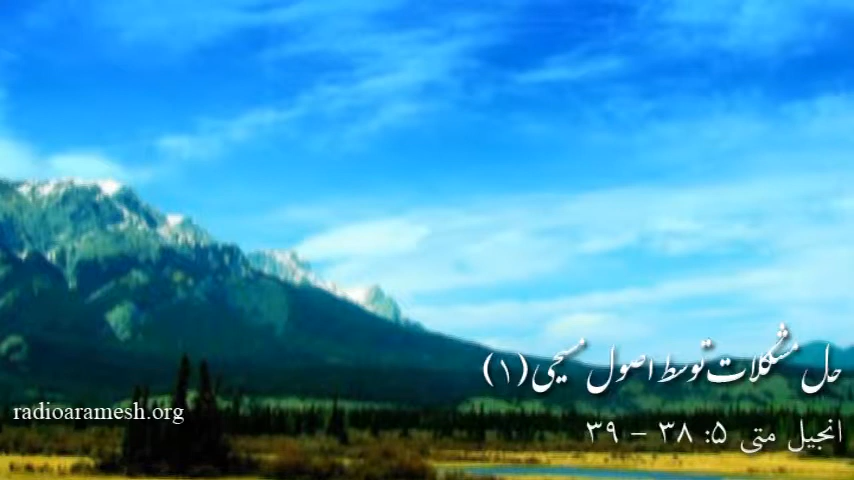 حل مشکلات توسط اصول مسیحی (۱)
radioaramesh.org
انجیل متی ۵: ۳۸ – ۳۹